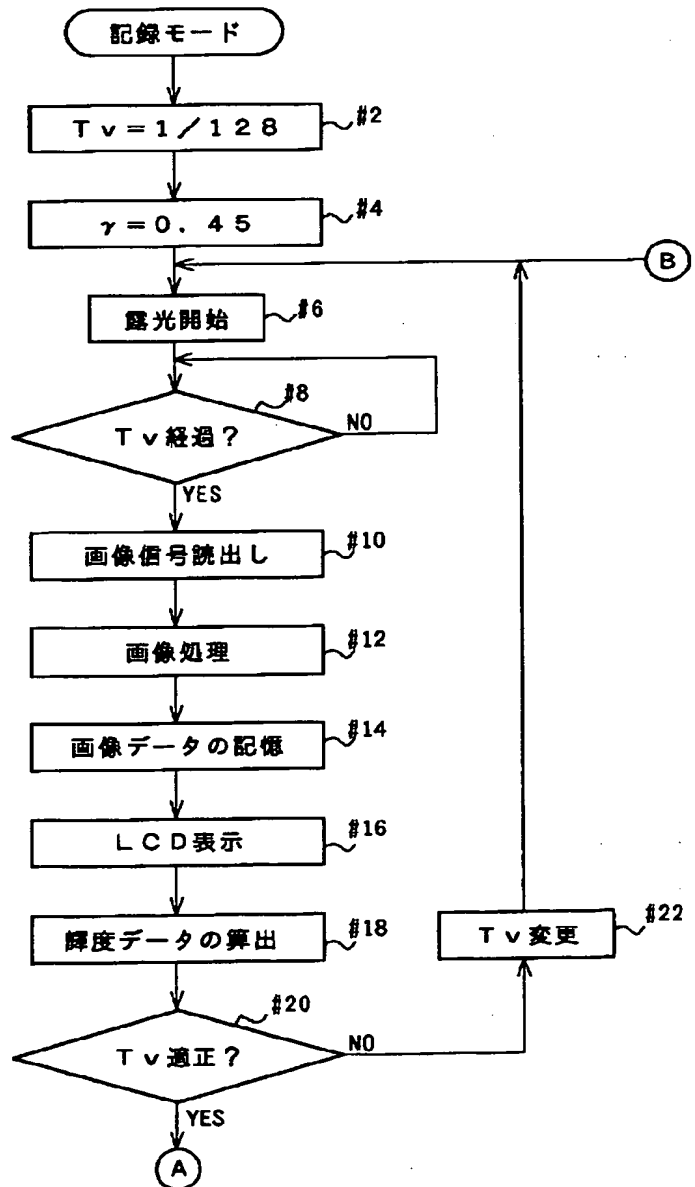 記録モード
Tv=1/128
#2
γ=0.45
#4
B
露光開始
#6
#8
Tv経過?
NO
YES
画像信号読出し
#10
画像処理
#12
画像データの記憶
#14
LCD表示
#16
輝度データの算出
#18
Tv変更
#22
#20
Tv適正?
NO
YES
A